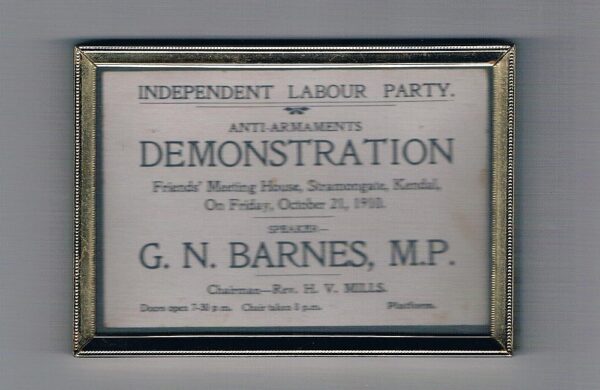 INDEPENDENT LABOUR PARTY.
ANTI-ARMAMENTS
DEMONSTRATION
Friends' Meeting House, Stramongate, Kendal,
On Friday, October 21, 1910.
SPEAKER—
G. N. BARNES, M.P.
Chairman—Rev. H. V. MILLS.
Doors open 7-30 p.m. Chair taken 8 p.m. Platform.